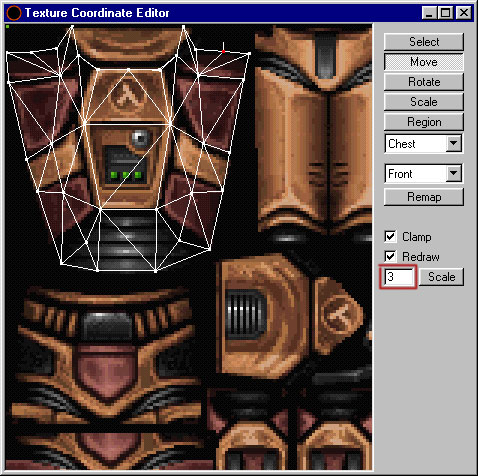 Texture Coordinate Editor
Select
Move
Rotate
Scale
Region
Chest
Front
Remap
Clamp
Redraw
3 Scale